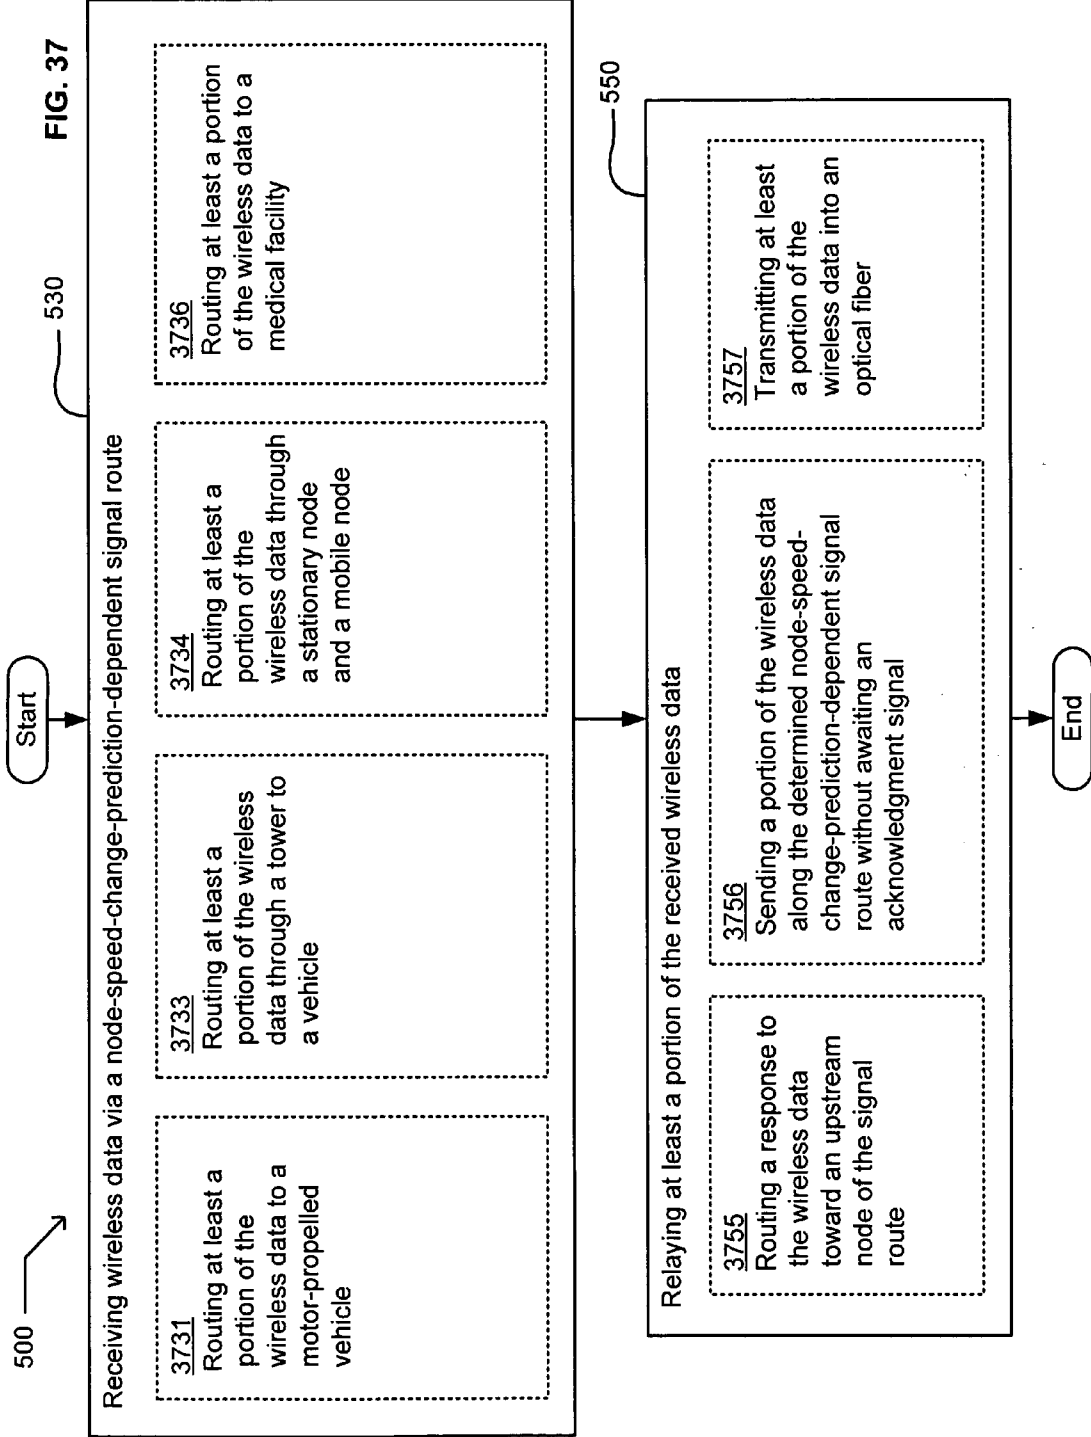 500
FIG. 37
Start
530
Receiving wireless data via a node-speed-change-prediction-dependent signal route
3731
Routing at least a
portion of the
wireless data to a
motor-propelled
vehicle
3733
Routing at least a
portion of the wireless
data through a tower to
a vehicle
3734
Routing at least a
portion of the
wireless data through
a stationary node
and a mobile node
3736
Routing at least a portion
of the wireless data to a
medical facility
550
Relaying at least a portion of the received wireless data
3755
Routing a response to
the wireless data
toward an upstream
node of the signal
route
3756
Sending a portion of the wireless data
along the determined node-speed-
change-prediction-dependent signal
route without awaiting an
acknowledgment signal
3757
Transmitting at least
a portion of the
wireless data into an
optical fiber
End